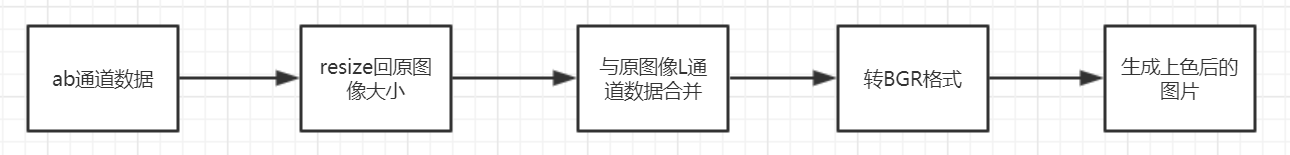 ab通道数据
resize回原图
像大小
与原图像L通
道数据合并
转BGR格式
生成上色后的
图片